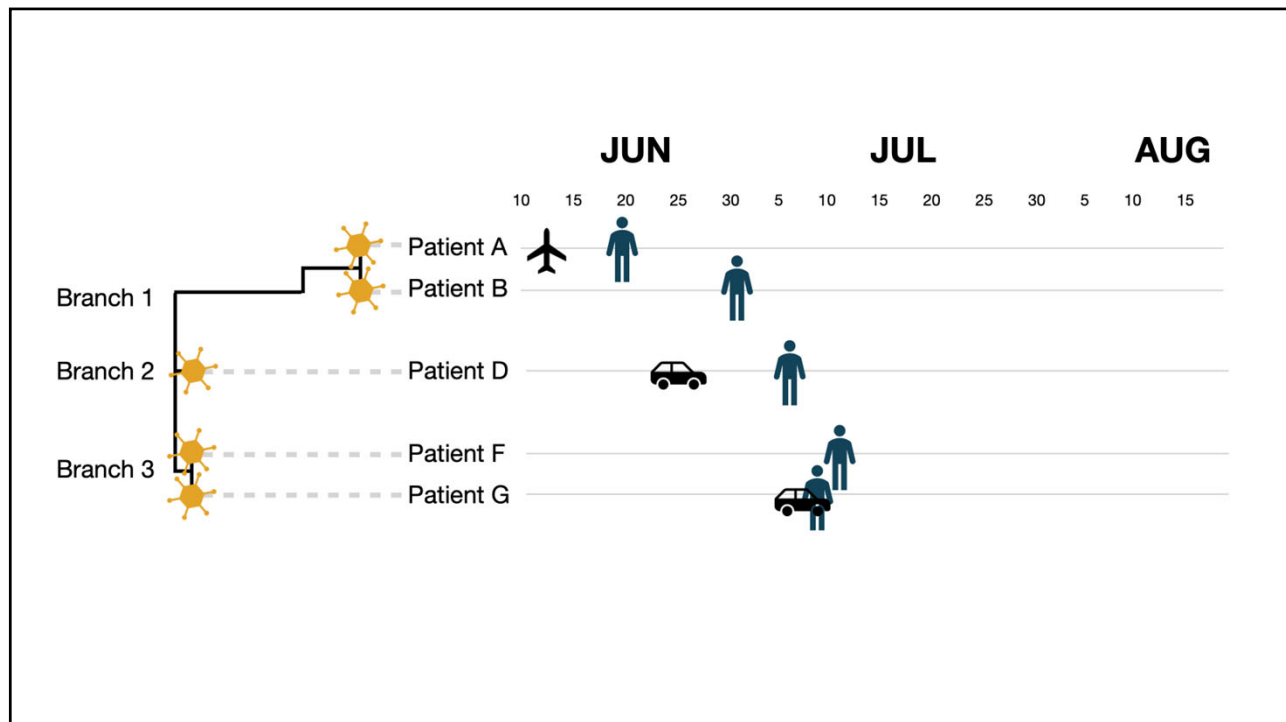 JUN JUL AUG
10 15 20 25 30 5 10 15 20 25 30 5 10 15
Patient A
Branch 1 Patient B
Branch 2 Patient D
Patient F
Branch 3
Patient G